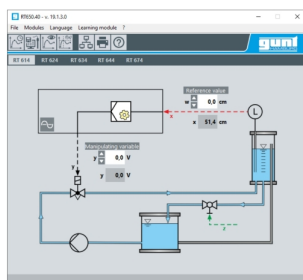 RT650.40 - v. 19.1.3.0
File Modules Language Learning module ?
gunt
RT 614 RT 624 RT 634 RT 644 RT 674
Reference value
w 0,0 cm
x 51,4 cm
x
L
Manipulating variable
y 0,0 V
y 0,0 V
y
z